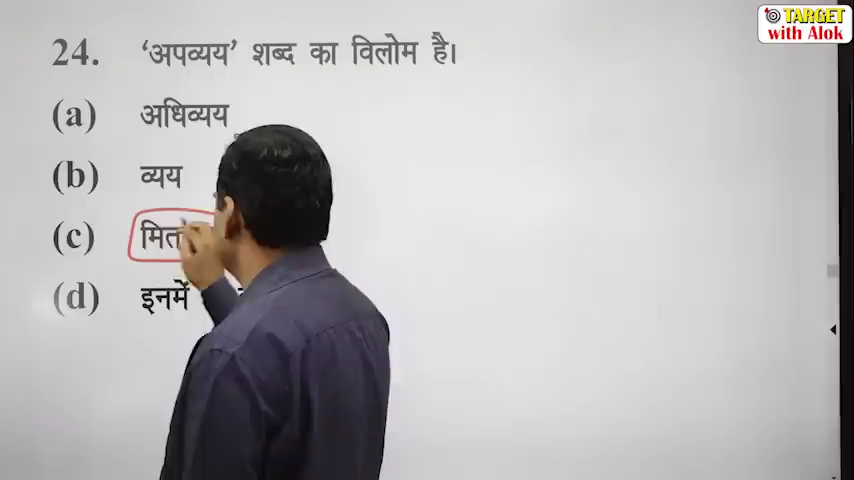 TARGET
with Alok
24. ‘अपव्यय’ शब्द का विलोम है।
(a) अधिव्यय
(b) व्यय
(c)
(d) इनमें